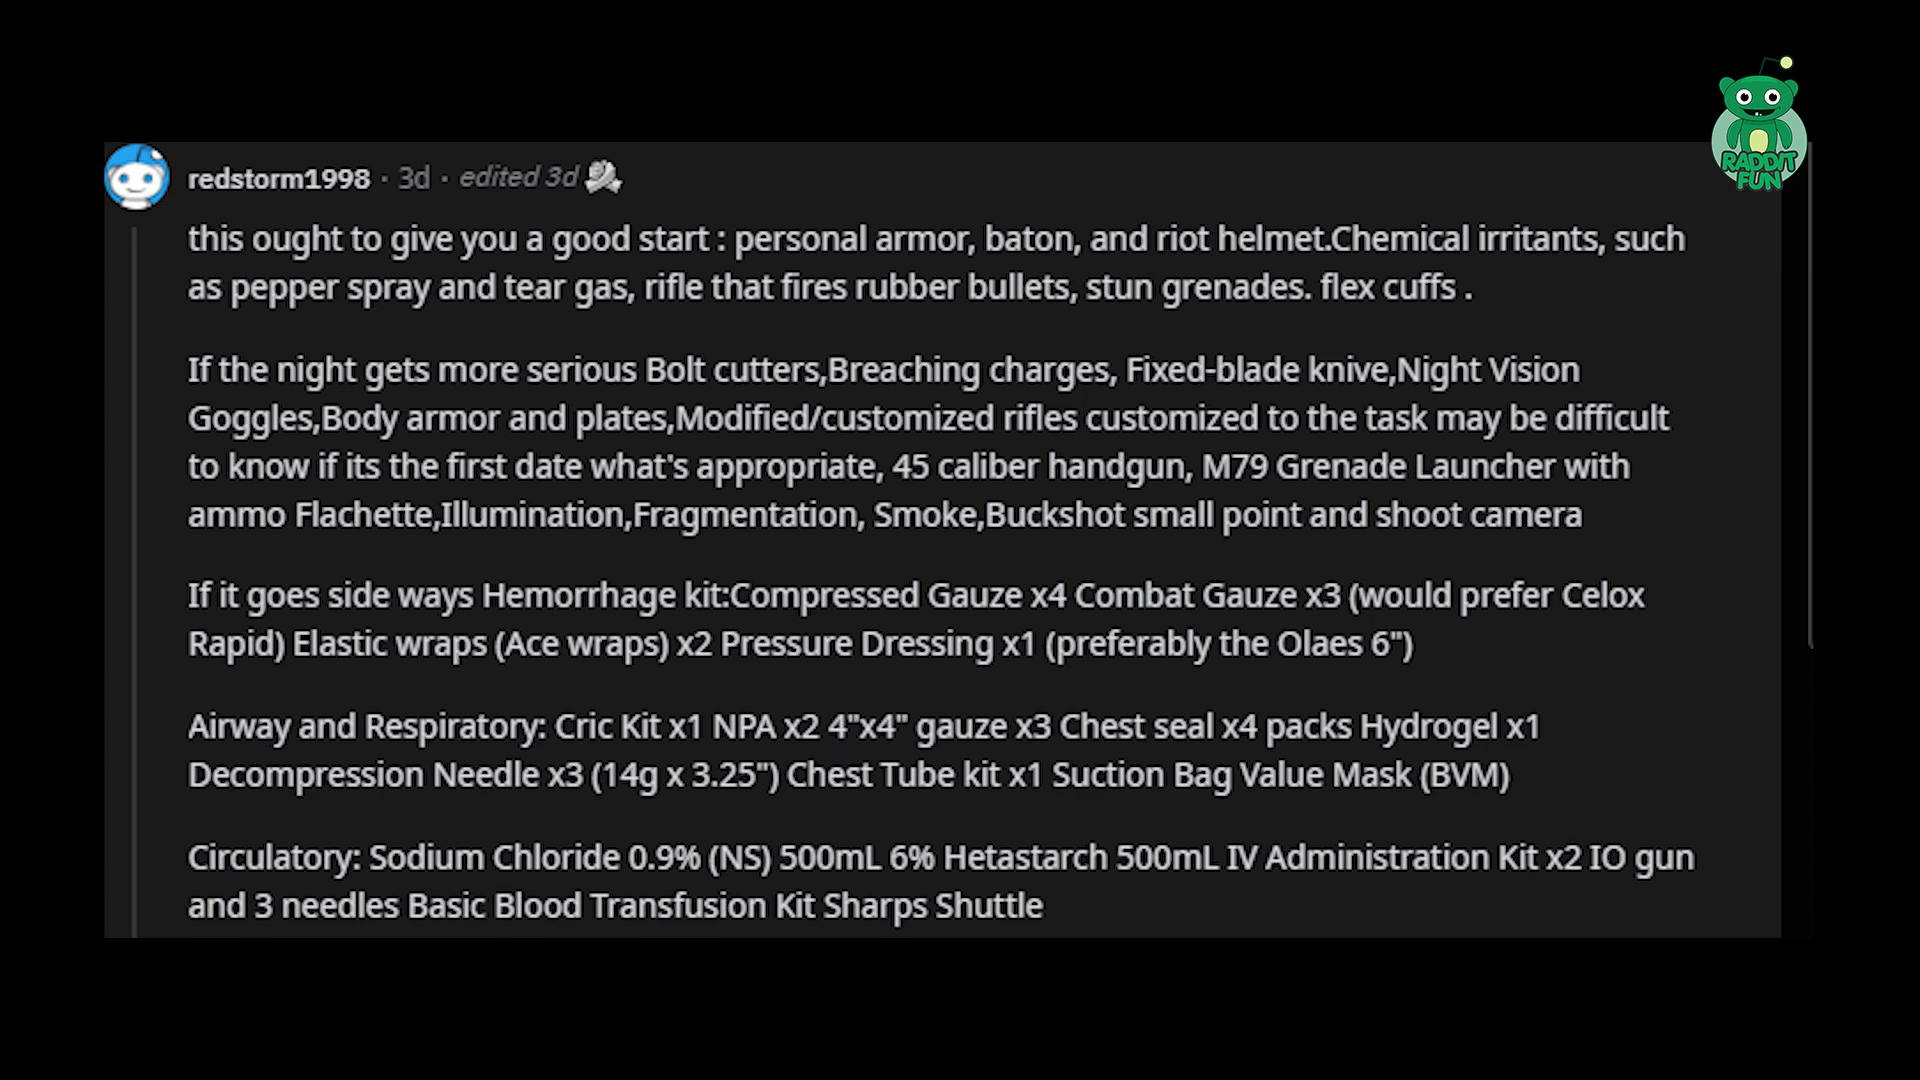 RADDIT
FUN
redstorm1998 · 3d · edited 3d
this ought to give you a good start : personal armor, baton, and riot helmet.Chemical irritants, such
as pepper spray and tear gas, rifle that fires rubber bullets, stun grenades. flex cuffs .
If the night gets more serious Bolt cutters,Breaching charges, Fixed-blade knive,Night Vision
Goggles,Body armor and plates,Modified/customized rifles customized to the task may be difficult
to know if its the first date what's appropriate, 45 caliber handgun, M79 Grenade Launcher with
ammo Flachette,Illumination,Fragmentation, Smoke,Buckshot small point and shoot camera
If it goes side ways Hemorrhage kit:Compressed Gauze x4 Combat Gauze x3 (would prefer Celox
Rapid) Elastic wraps (Ace wraps) x2 Pressure Dressing x1 (preferably the Olaes 6")
Airway and Respiratory: Cric Kit x1 NPA x2 4"x4" gauze x3 Chest seal x4 packs Hydrogel x1
Decompression Needle x3 (14g x 3.25") Chest Tube kit x1 Suction Bag Value Mask (BVM)
Circulatory: Sodium Chloride 0.9% (NS) 500mL 6% Hetastarch 500mL IV Administration Kit x2 IO gun
and 3 needles Basic Blood Transfusion Kit Sharps Shuttle